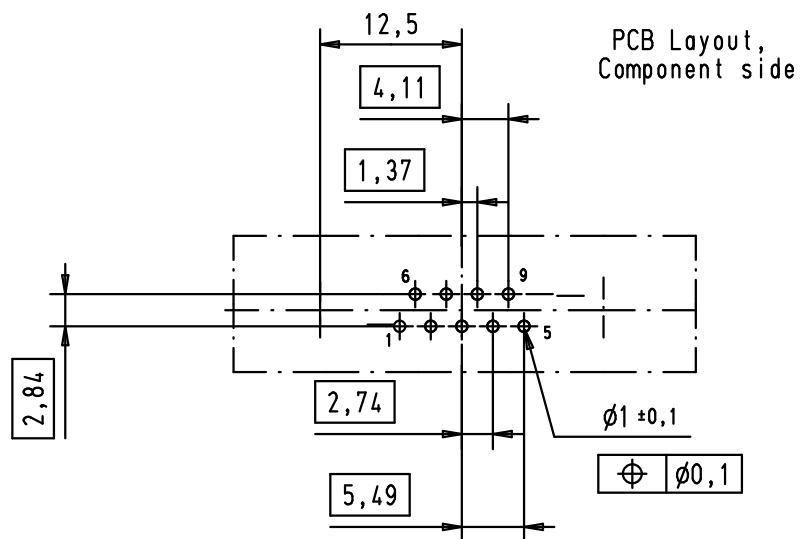 12,5
PCB Layout,
Component side
4,11
1,37
6
9
1
5
2,84
2,74
ø1 ±0,1
ø0,1
5,49